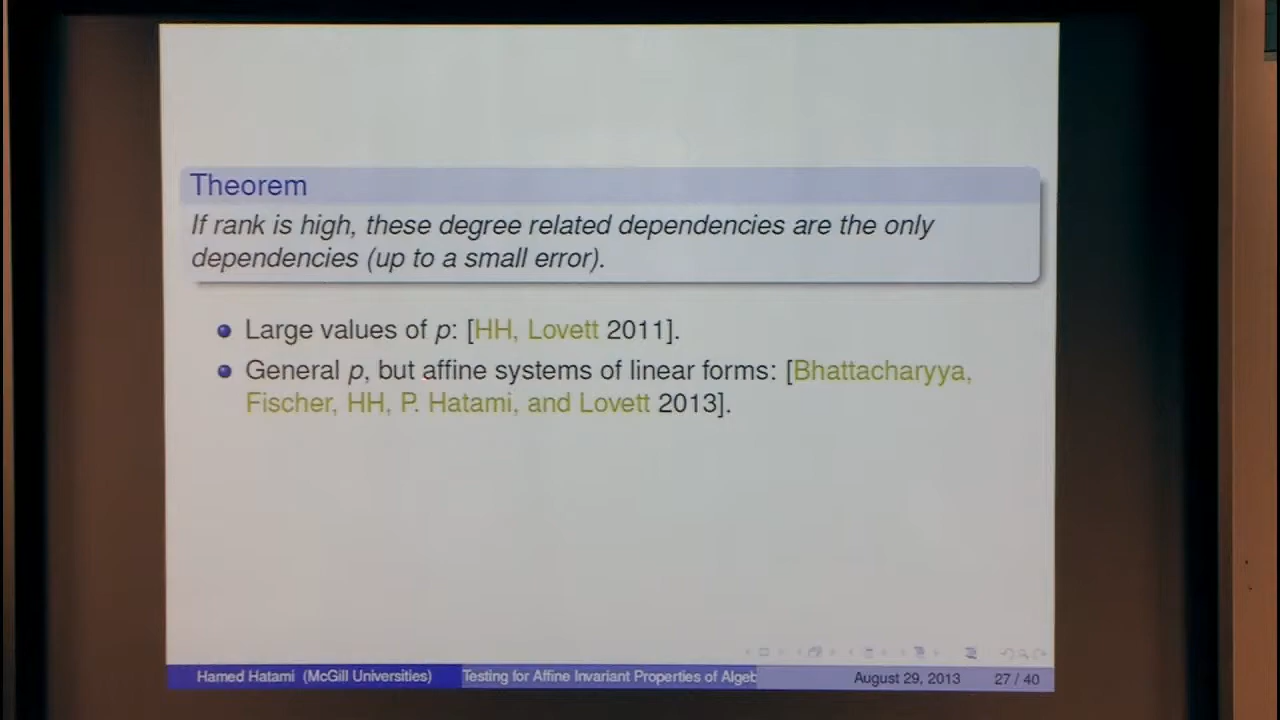 Theorem
If rank is high, these degree related dependencies are the only
dependencies (up to a small error).
Large values of p: [HH, Lovett 2011].
General p, but affine systems of linear forms: [Bhattacharyya,
Fischer, HH, P. Hatami, and Lovett 2013].
Hamed Hatami (McGill Universities) Testing for Affine Invariant Properties of Algeb August 29, 2013 27 / 40